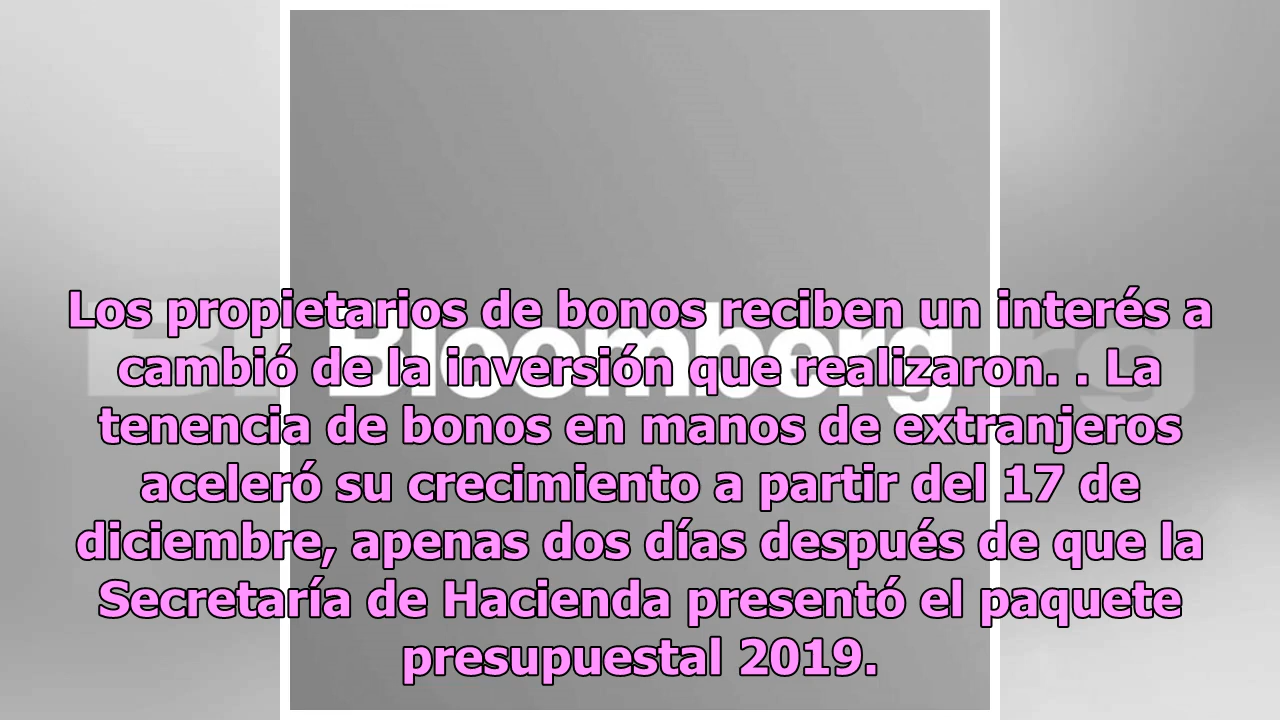 Los propietarios de bonos reciben un interés a
cambió de la inversión que realizaron. . La
tenencia de bonos en manos de extranjeros
aceleró su crecimiento a partir del 17 de
diciembre, apenas dos días después de que la
Secretaría de Hacienda presentó el paquete
presupuestal 2019.
Bloomberg